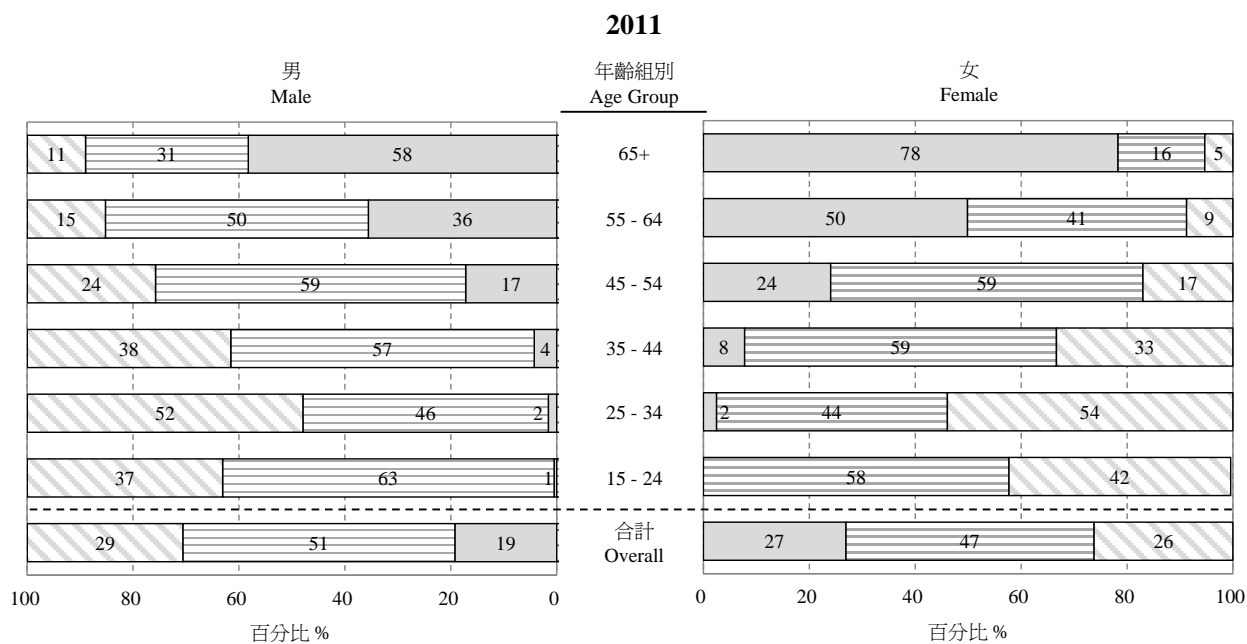 2011
男
Male
年齡組別
Age Group
女
Female
11 31 58 65+ 78 16 5
15 50 36 55 - 64 50 41 9
24 59 17 45 - 54 24 59 17
38 57 4 35 - 44 8 59 33
52 46 2 25 - 34 2 44 54
37 63 1 15 - 24 58 42
29 51 19 合計 27 47 26
Overall
100 80 60 40 20 0 0 20 40 60 80 100
百分比 % 百分比 %